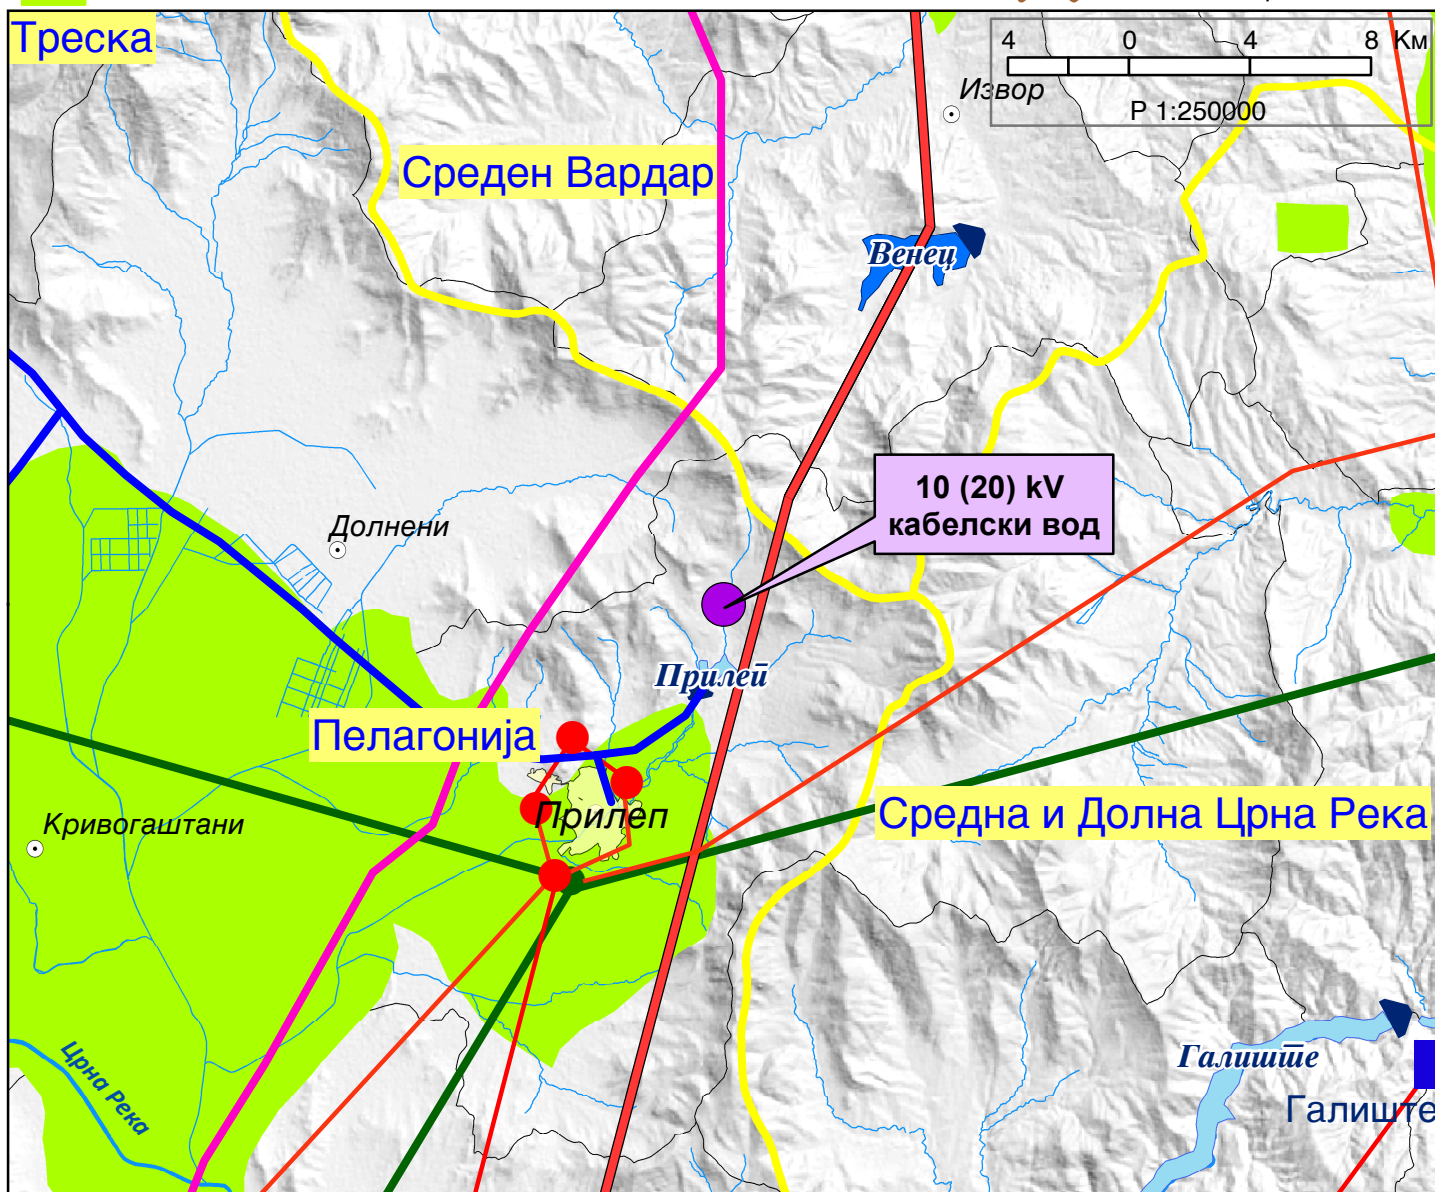 Треска
4 0 4 8 Км
Р 1:250000
Извор
Среден Вардар
Венец
10 (20) kV
кабелски вод
Долнени
Прилеп
Пелагонија
Прилеп
Кривогаштани
Средна и Долна Црна Река
Црна Река
Галиште
Галиште